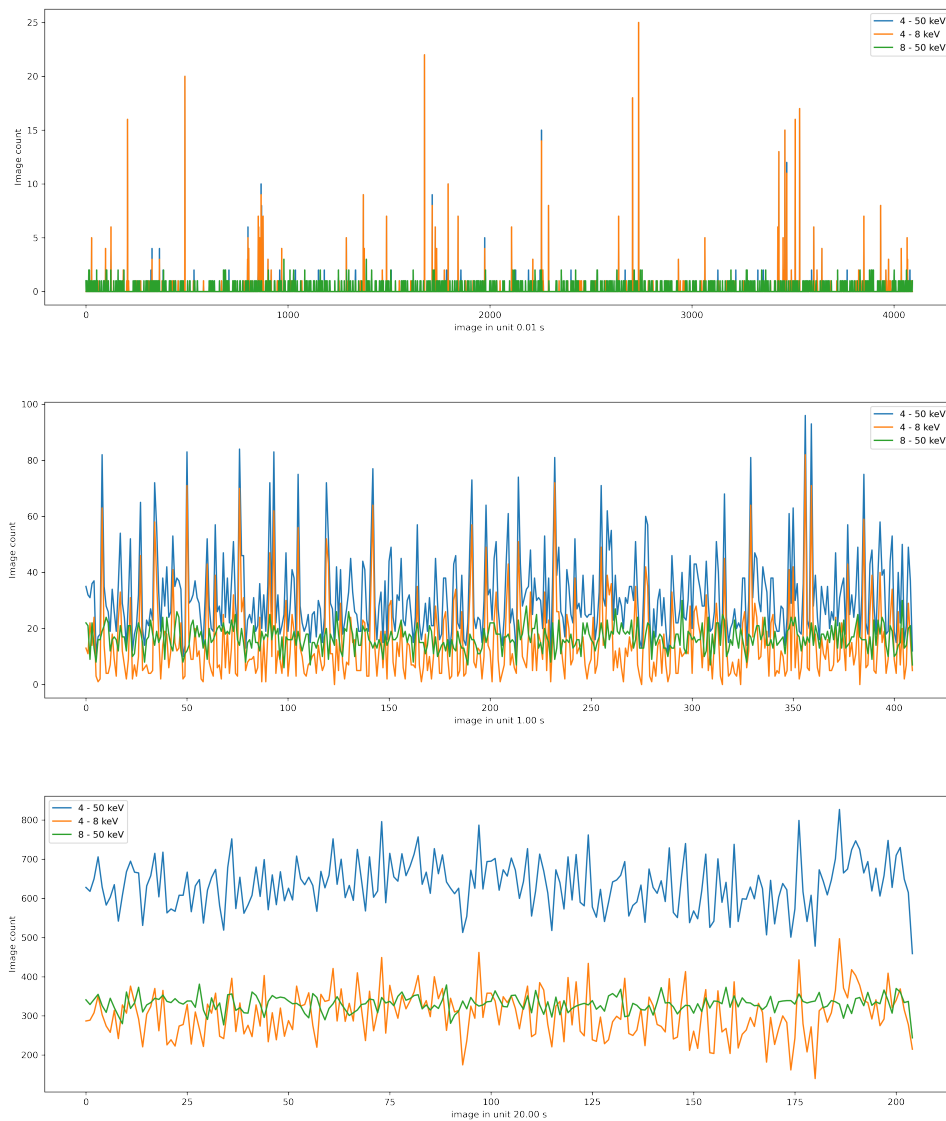 25
20
15
10
5
0
Image count
4 - 50 keV
4 - 8 keV
8 - 50 keV
0 1000 2000 3000 4000
image in unit 0.01 s
100
80
60
40
20
0
Image count
4 - 50 keV
4 - 8 keV
8 - 50 keV
0 50 100 150 200 250 300 350 400
image in unit 1.00 s
800
700
600
500
400
300
200
Image count
4 - 50 keV
4 - 8 keV
8 - 50 keV
0 25 50 75 100 125 150 175 200
image in unit 20.00 s